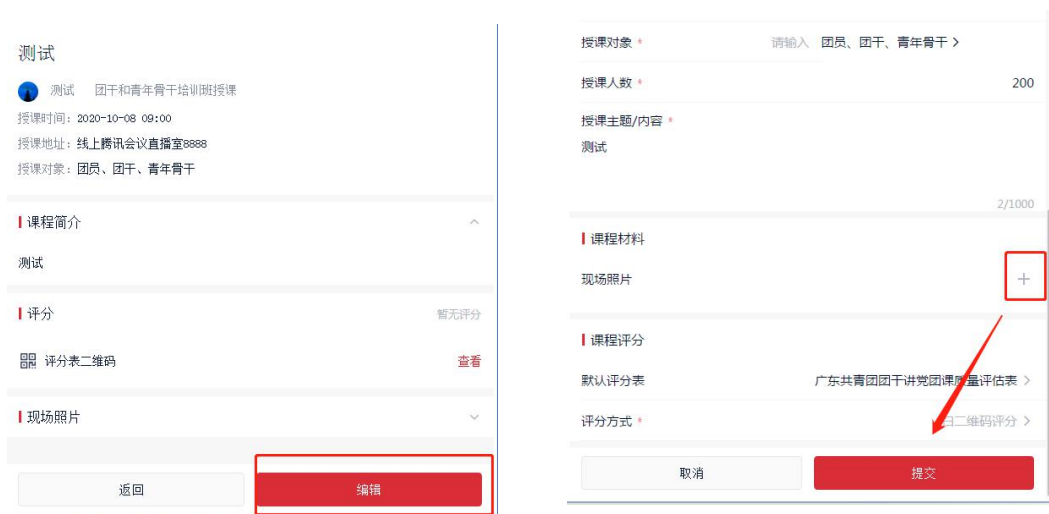 测试
测试 团干和青年骨干培训班授课
授课时间：2020-10-08 09:00
授课地址：线上腾讯会议直播室8888
授课对象：团员、团干、青年骨干
课程简介
测试
评分 暂无评分
评分表二维码 查看
现场照片
返回 编辑
授课对象 * 请输入 团员、团干、青年骨干 >
授课人数 * 200
授课主题/内容 *
测试
2/1000
课程材料
现场照片 +
课程评分
默认评分表 广东共青团团干讲党团课质量评估表 >
评分方式 * 扫二维码评分 >
取消 提交